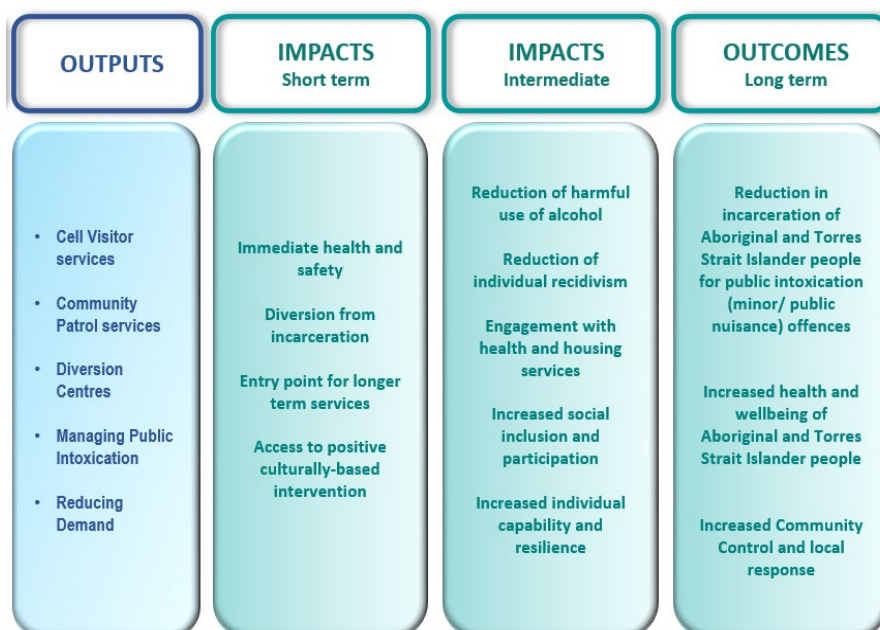 OUTPUTS
IMPACTS
Short term
IMPACTS
Intermediate
OUTCOMES
Long term
• Cell Visitor
services
• Community
Patrol services
• Diversion
Centres
• Managing Public
Intoxication
• Reducing
Demand
Immediate health and
safety
Diversion from
incarceration
Entry point for longer
term services
Access to positive
culturally-based
intervention
Reduction of harmful
use of alcohol
Reduction of
individual recidivism
Engagement with
health and housing
services
Increased social
inclusion and
participation
Increased individual
capability and
resilience
Reduction in
incarceration of
Aboriginal and Torres
Strait Islander people
for public intoxication
(minor/ public
nuisance) offences
Increased health and
wellbeing of
Aboriginal and Torres
Strait Islander people
Increased Community
Control and local
response